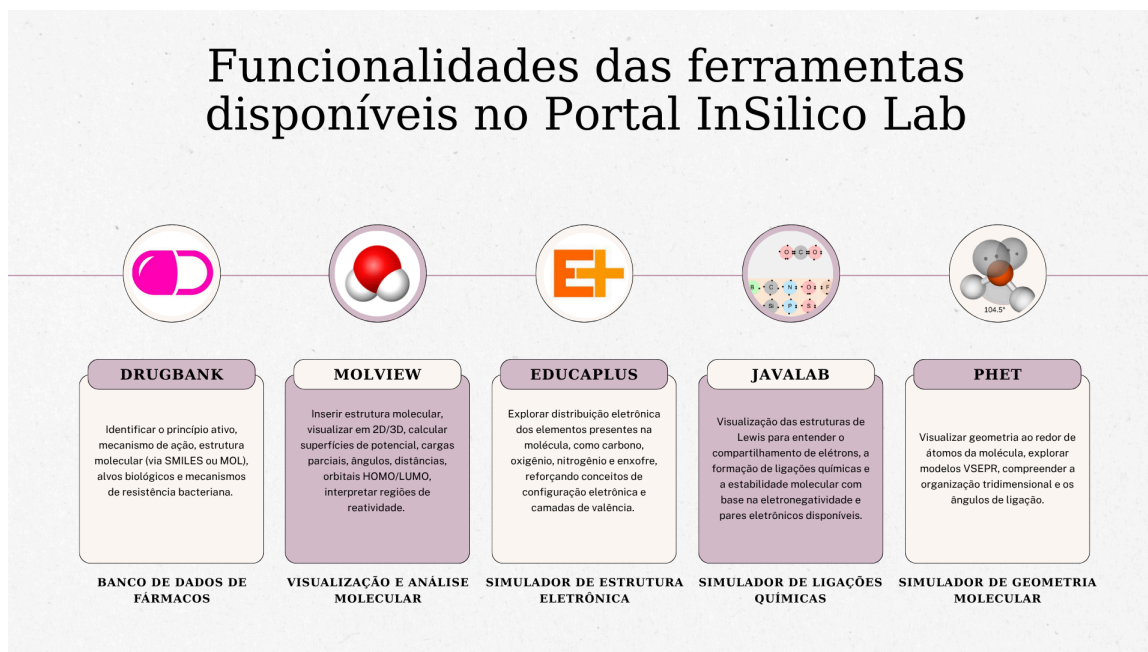 Funcionalidades das ferramentas
disponíveis no Portal InSilico Lab
E+
O C O
B C N O F
Si P S
104.5°
DRUGBANK
Identificar o princípio ativo,
mecanismo de ação, estrutura
molecular (via SMILES ou MOL),
alvos biológicos e mecanismos
de resistência bacteriana.
BANCO DE DADOS DE
FÁRMACOS
MOLVIEW
Inserir estrutura molecular,
visualizar em 2D/3D, calcular
superfícies de potencial, cargas
parciais, ângulos, distâncias,
orbitais HOMO/LUMO,
interpretar regiões de
reatividade.
VISUALIZAÇÃO E ANÁLISE
MOLECULAR
EDUCAPLUS
Explorar distribuição eletrônica
dos elementos presentes na
molécula, como carbono,
oxigênio, nitrogênio e enxofre,
reforçando conceitos de
configuração eletrônica e
camadas de valência.
SIMULADOR DE ESTRUTURA
ELETRÔNICA
JAVALAB
Visualização das estruturas de
Lewis para entender o
compartilhamento de elétrons, a
formação de ligações químicas e
a estabilidade molecular com
base na eletronegatividade e
pares eletrônicos disponíveis.
SIMULADOR DE LIGAÇÕES
QUÍMICAS
PHET
Visualizar geometria ao redor de
átomos da molécula, explorar
modelos VSEPR, compreender a
organização tridimensional e os
ângulos de ligação.
SIMULADOR DE GEOMETRIA
MOLECULAR